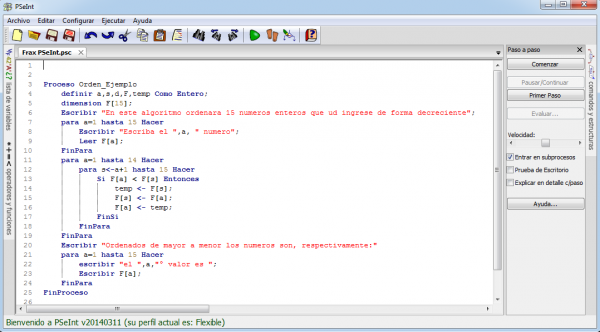 PSeInt
Archivo Editar Configurar Ejecutar Ayuda
Frax PSeInt.psc
lista de variables
operadores y funciones
1
2
3 Proceso Orden_Ejemplo
4 definir a,s,d,F,temp Como Entero;
5 dimension F[15];
6 Escribir "En este algoritmo ordenara 15 numeros enteros que ud ingrese de forma decreciente";
7 para a=1 hasta 15 Hacer
8 Escribir "Escriba el ",a, " numero";
9 Leer F[a];
10 FinPara
11 para a=1 hasta 14 Hacer
12 para s<-a+1 hasta 15 Hacer
13 Si F[a] < F[s] Entonces
14 temp <- F[s];
15 F[s] <- F[a];
16 F[a] <- temp;
17 FinSi
18 FinPara
19 FinPara
20 Escribir "Ordenados de mayor a menor los numeros son, respectivamente:"
21 para a=1 hasta 15 Hacer
22 escribir "el ",a,"° valor es ";
23 Escribir F[a];
24 FinPara
25 FinProceso
Paso a paso
Comenzar
Pausar/Continuar
Primer Paso
Evaluar...
Velocidad:
Entrar en subprocesos
Prueba de Escritorio
Explicar en detalle c/paso
Ayuda...
comandos y estructuras
Bienvenido a PSeInt v20140311 (su perfil actual es: Flexible)